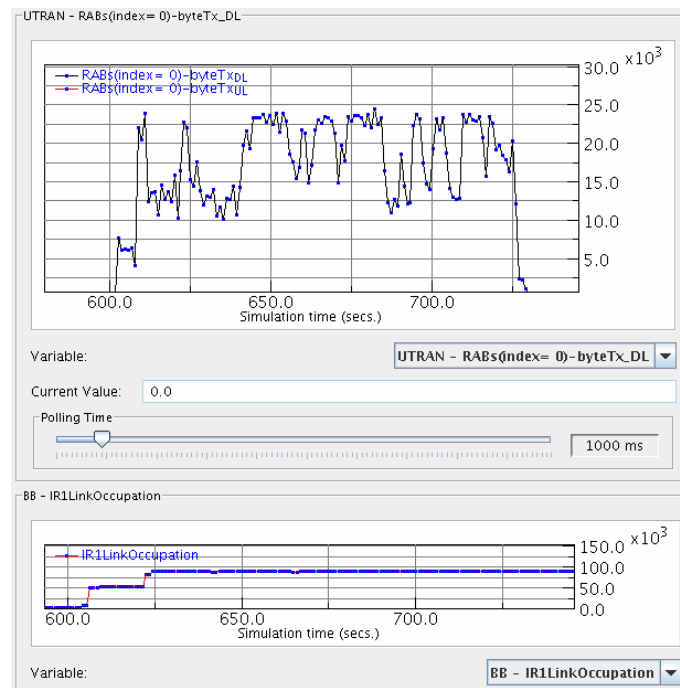 UTRAN - RABs(index= 0)-byteTx_DL
RABs(index= 0)-byteTxDL
RABs(index= 0)-byteTxUL
30.0 x10³
25.0
20.0
15.0
10.0
5.0
600.0 650.0 700.0
Simulation time (secs.)
Variable: UTRAN - RABs(index= 0)-byteTx_DL
Current Value: 0.0
Polling Time
1000 ms
BB - IR1LinkOccupation
IR1LinkOccupation
150.0 x10³
100.0
50.0
0.0
600.0 650.0 700.0
Simulation time (secs.)
Variable: BB - IR1LinkOccupation